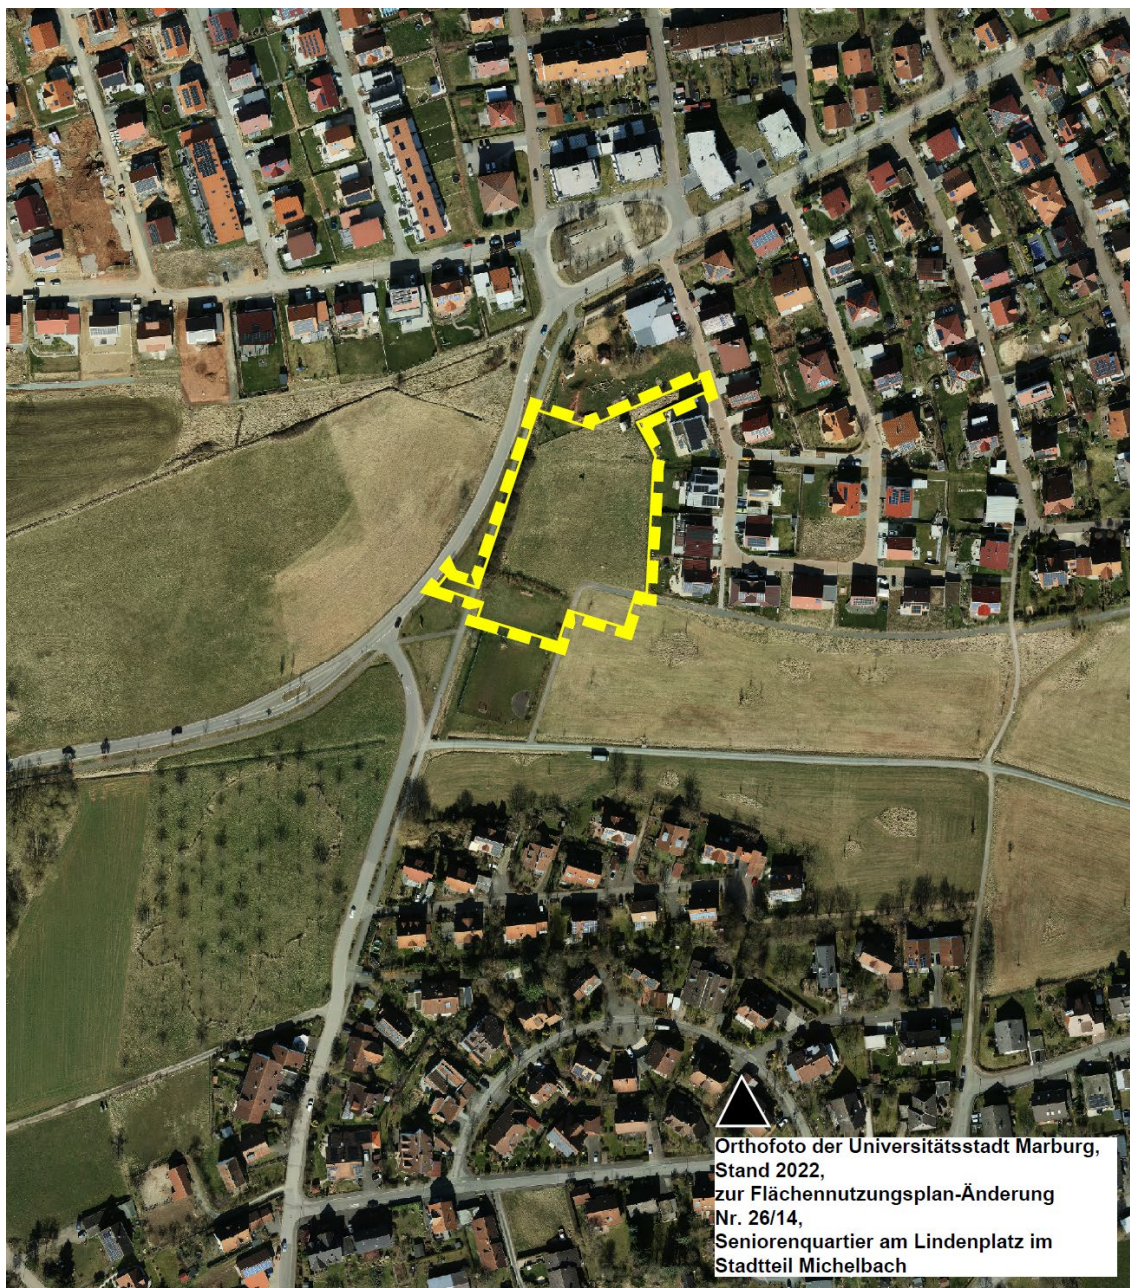 Orthofoto der Universitätsstadt Marburg,
Stand 2022,
zur Flächennutzungsplan-Änderung
Nr. 26/14,
Seniorenquartier am Lindenplatz im
Stadtteil Michelbach